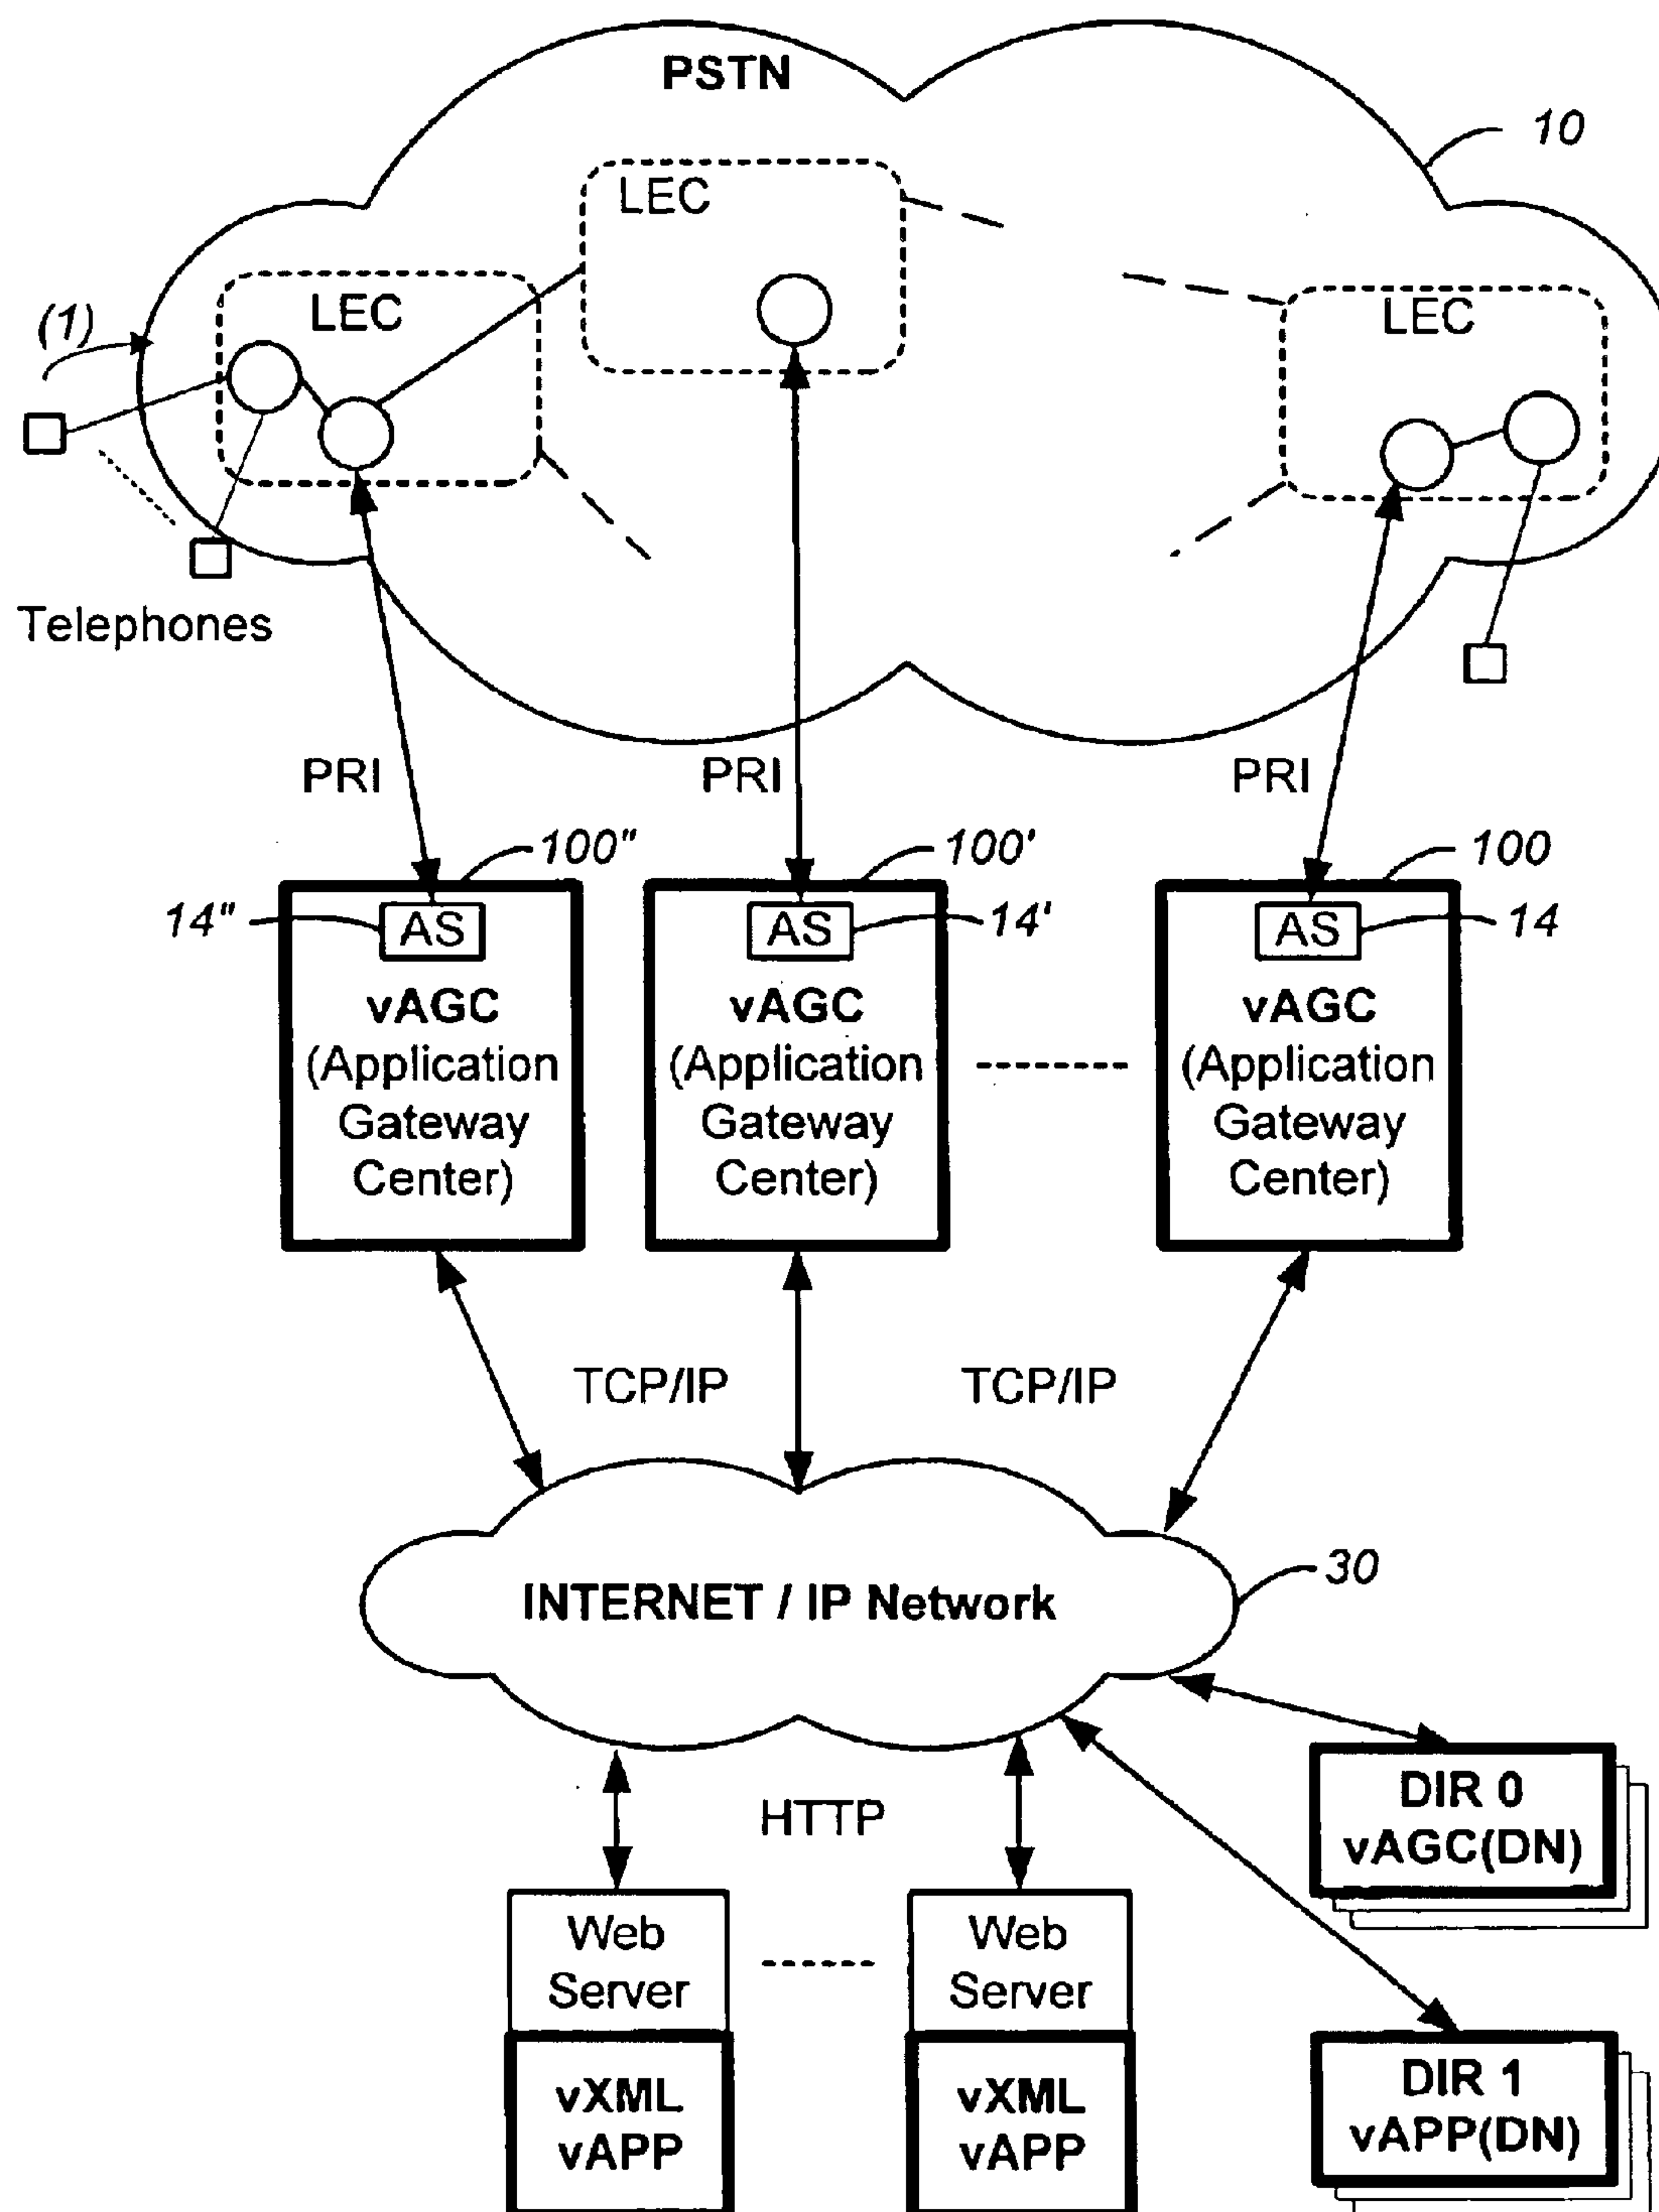 PSTN
10
LEC
LEC
LEC
(1)
Telephones
PRI
PRI
PRI
100"
100'
100
14"
AS
AS
14'
AS
14
vAGC
(Application
Gateway
Center)
vAGC
(Application
Gateway
Center)
vAGC
(Application
Gateway
Center)
TCP/IP
TCP/IP
INTERNET / IP Network
30
HTTP
DIR 0
vAGC(DN)
Web
Server
Web
Server
vXML
vAPP
vXML
vAPP
DIR 1
vAPP(DN)